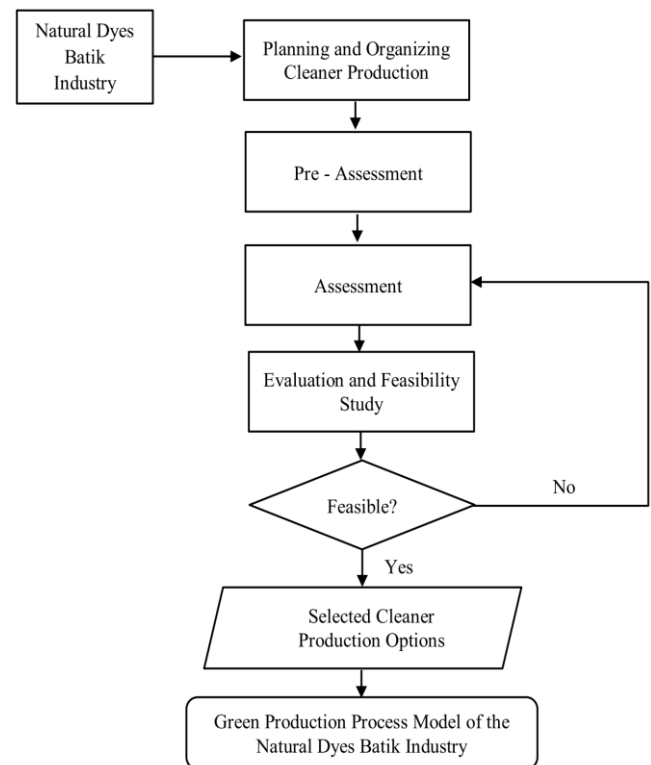 Natural Dyes
Batik
Industry
Planning and Organizing
Cleaner Production
Pre - Assessment
Assessment
Evaluation and Feasibility
Study
Feasible?
No
Yes
Selected Cleaner
Production Options
Green Production Process Model of the
Natural Dyes Batik Industry